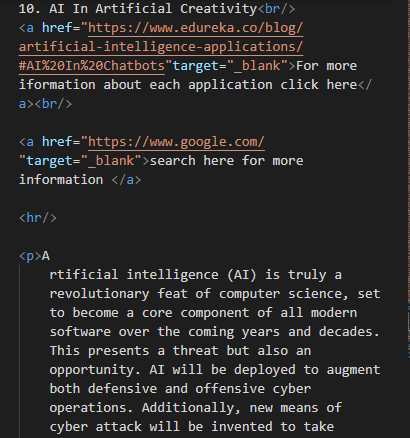 10. AI In Artificial Creativity<br/>
<a href="https://www.edureka.co/blog/
artificial-intelligence-applications/
#AI%20In%20Chatbots"target="_blank">For more
iformation about each application click here</
a><br/>
<a href="https://www.google.com/
"target="_blank">search here for more
information </a>
<hr/>
<p>A
rtificial intelligence (AI) is truly a
revolutionary feat of computer science, set
to become a core component of all modern
software over the coming years and decades.
This presents a threat but also an
opportunity. AI will be deployed to augment
both defensive and offensive cyber
operations. Additionally, new means of
cyber attack will be invented to take